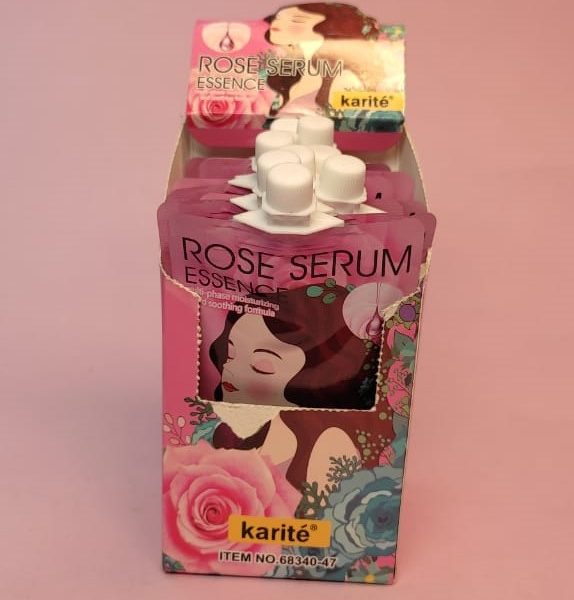 ROSE SERUM
ESSENCE
karité®
ROSE SERUM
ESSENCE
-phase moisturizing
soothing formula
karité®
ITEM NO.68340-47